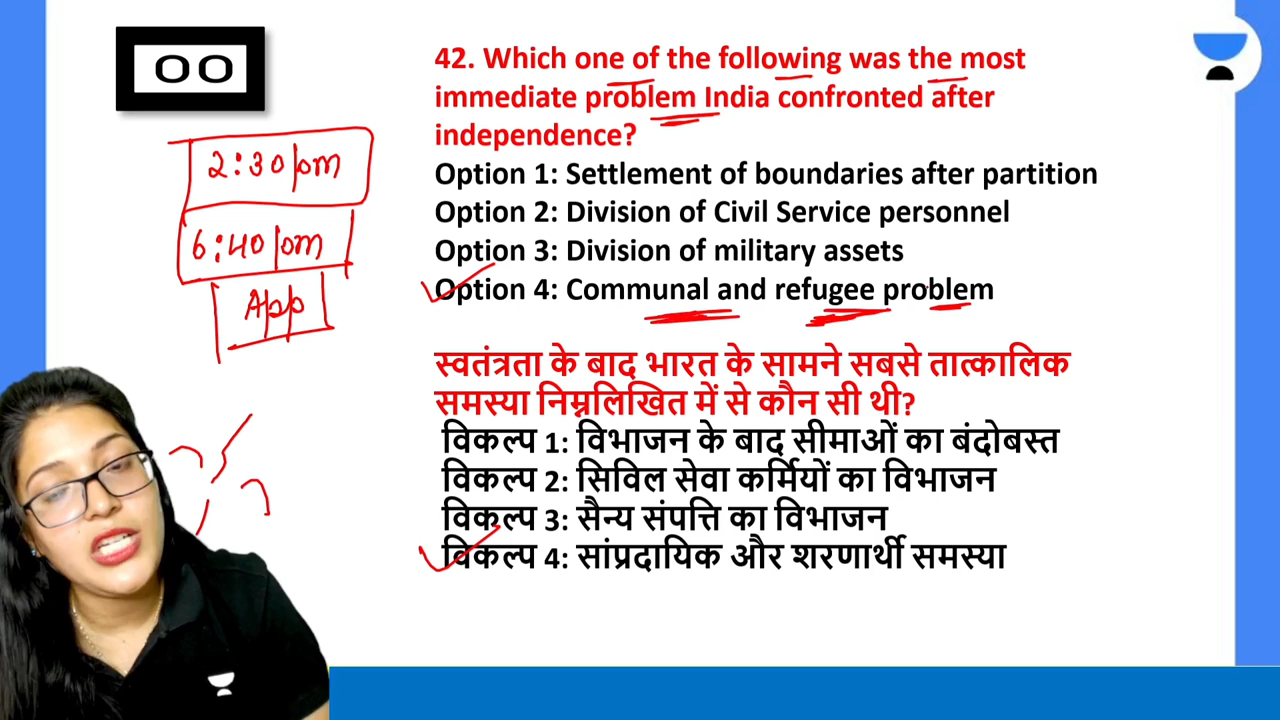 00
2:30 pm
6:40 pm
App
42. Which one of the following was the most
immediate problem India confronted after
independence?
Option 1: Settlement of boundaries after partition
Option 2: Division of Civil Service personnel
Option 3: Division of military assets
Option 4: Communal and refugee problem
स्वतंत्रता के बाद भारत के सामने सबसे तात्कालिक
समस्या निम्नलिखित में से कौन सी थी?
विकल्प 1: विभाजन के बाद सीमाओं का बंदोबस्त
विकल्प 2: सिविल सेवा कर्मियों का विभाजन
विकल्प 3: सैन्य संपत्ति का विभाजन
विकल्प 4: सांप्रदायिक और शरणार्थी समस्या